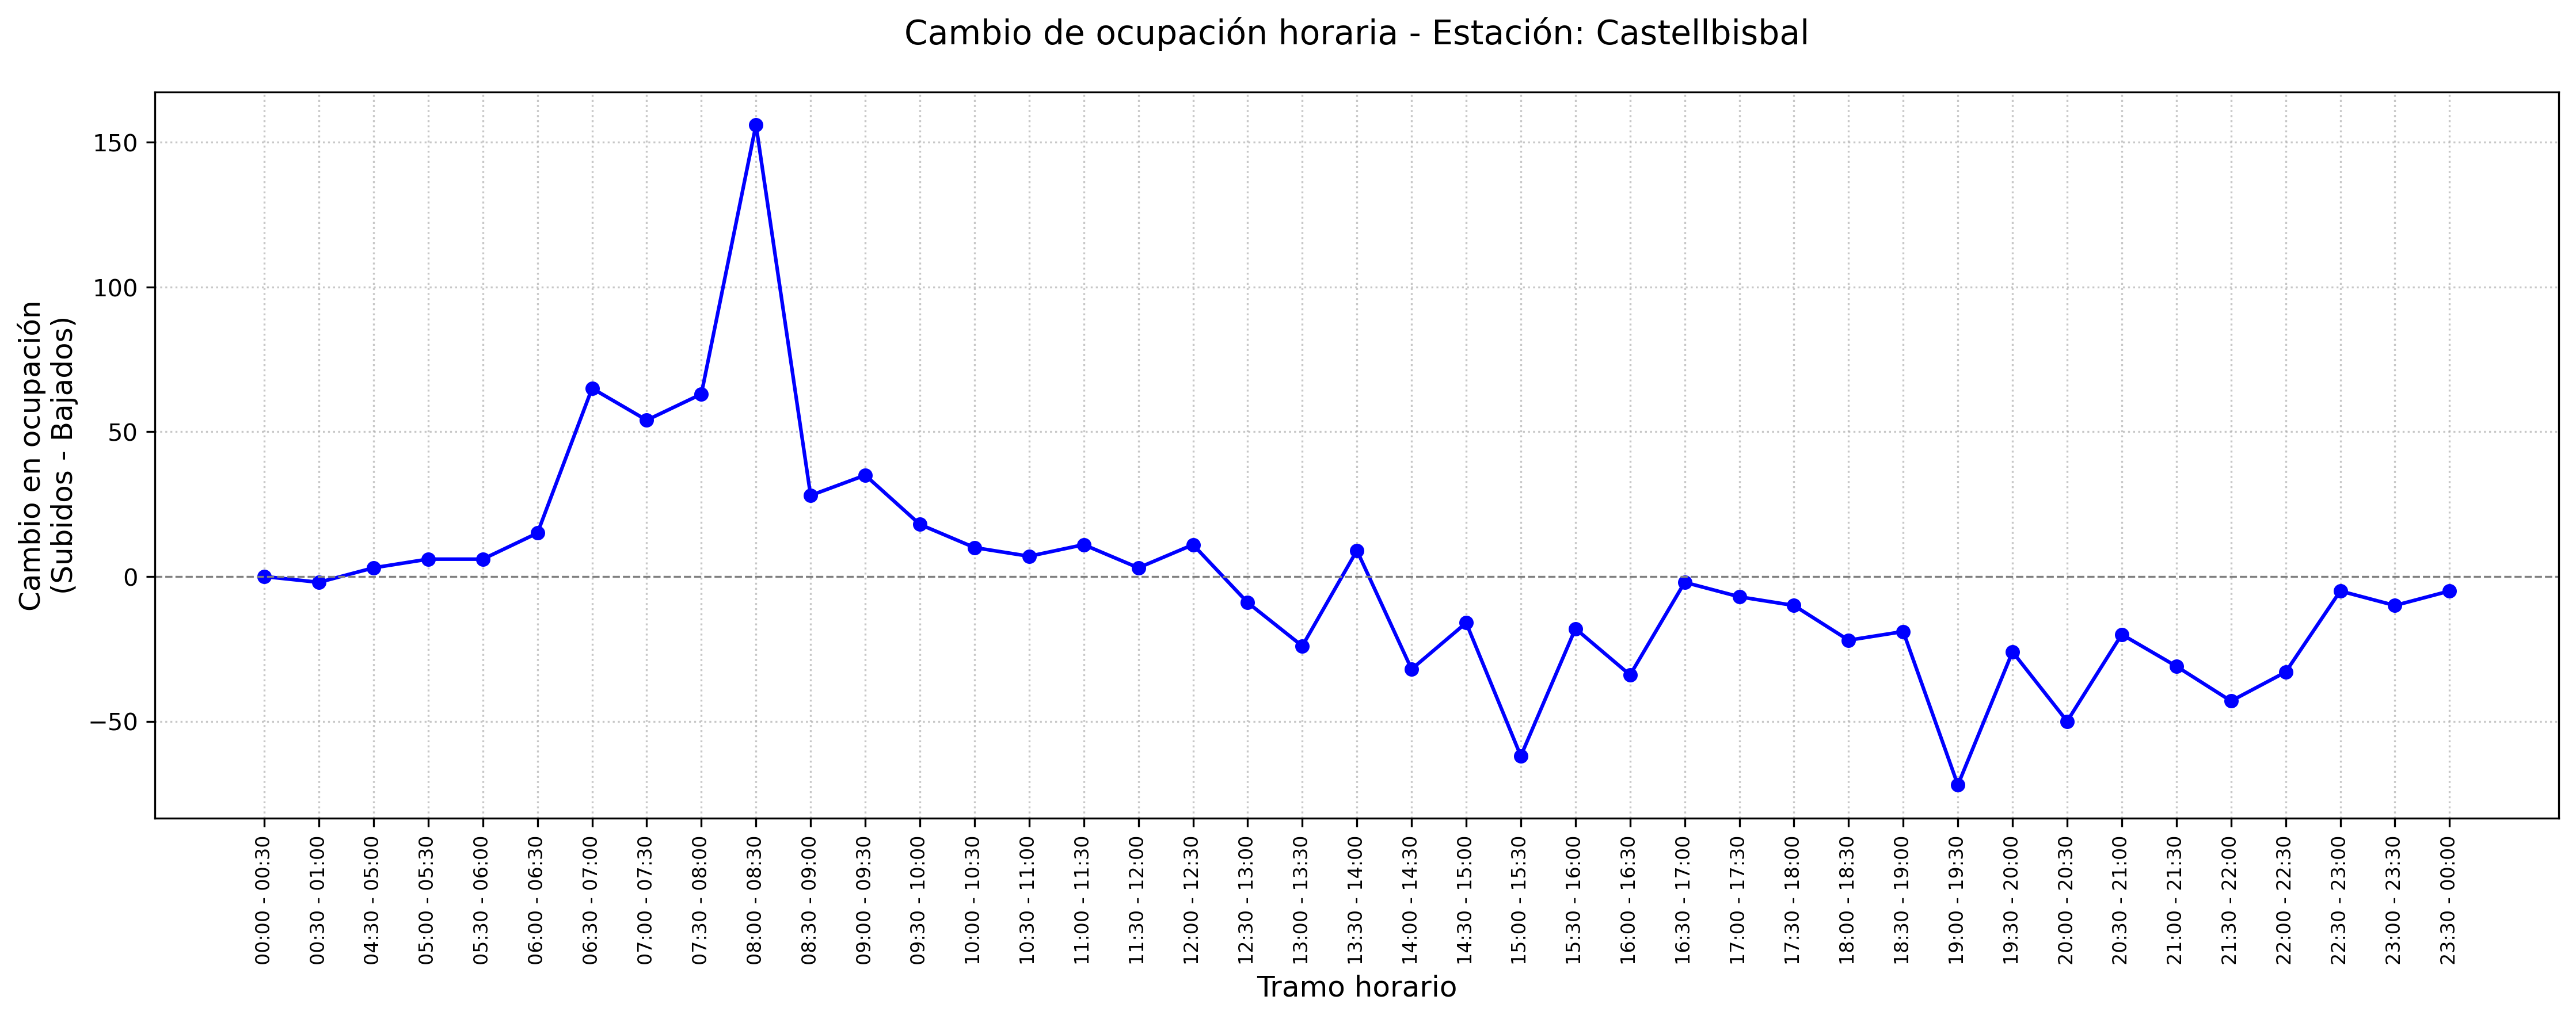 Cambio de ocupación horaria - Estación: Castellbisbal
Cambio en ocupación
(Subidos - Bajados)
150
100
50
0
−50
00:00 - 00:30
00:30 - 01:00
04:30 - 05:00
05:00 - 05:30
05:30 - 06:00
06:00 - 06:30
06:30 - 07:00
07:00 - 07:30
07:30 - 08:00
08:00 - 08:30
08:30 - 09:00
09:00 - 09:30
09:30 - 10:00
10:00 - 10:30
10:30 - 11:00
11:00 - 11:30
11:30 - 12:00
12:00 - 12:30
12:30 - 13:00
13:00 - 13:30
13:30 - 14:00
14:00 - 14:30
14:30 - 15:00
15:00 - 15:30
15:30 - 16:00
16:00 - 16:30
16:30 - 17:00
17:00 - 17:30
17:30 - 18:00
18:00 - 18:30
18:30 - 19:00
19:00 - 19:30
19:30 - 20:00
20:00 - 20:30
20:30 - 21:00
21:00 - 21:30
21:30 - 22:00
22:00 - 22:30
22:30 - 23:00
23:00 - 23:30
23:30 - 00:00
Tramo horario